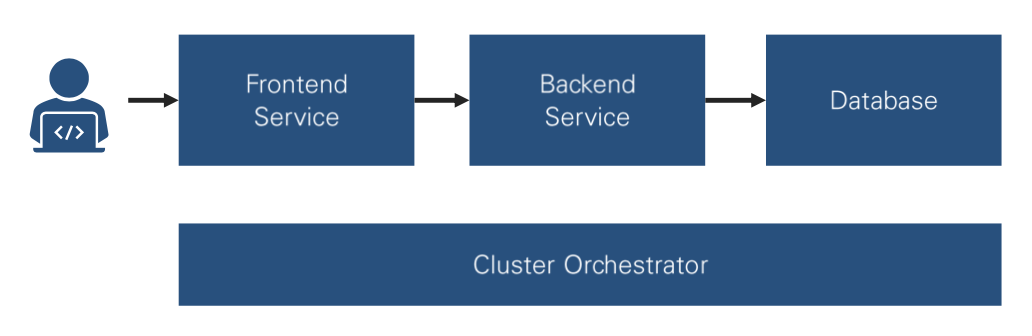 Frontend
Service
Backend
Service
Database
</>
Cluster Orchestrator